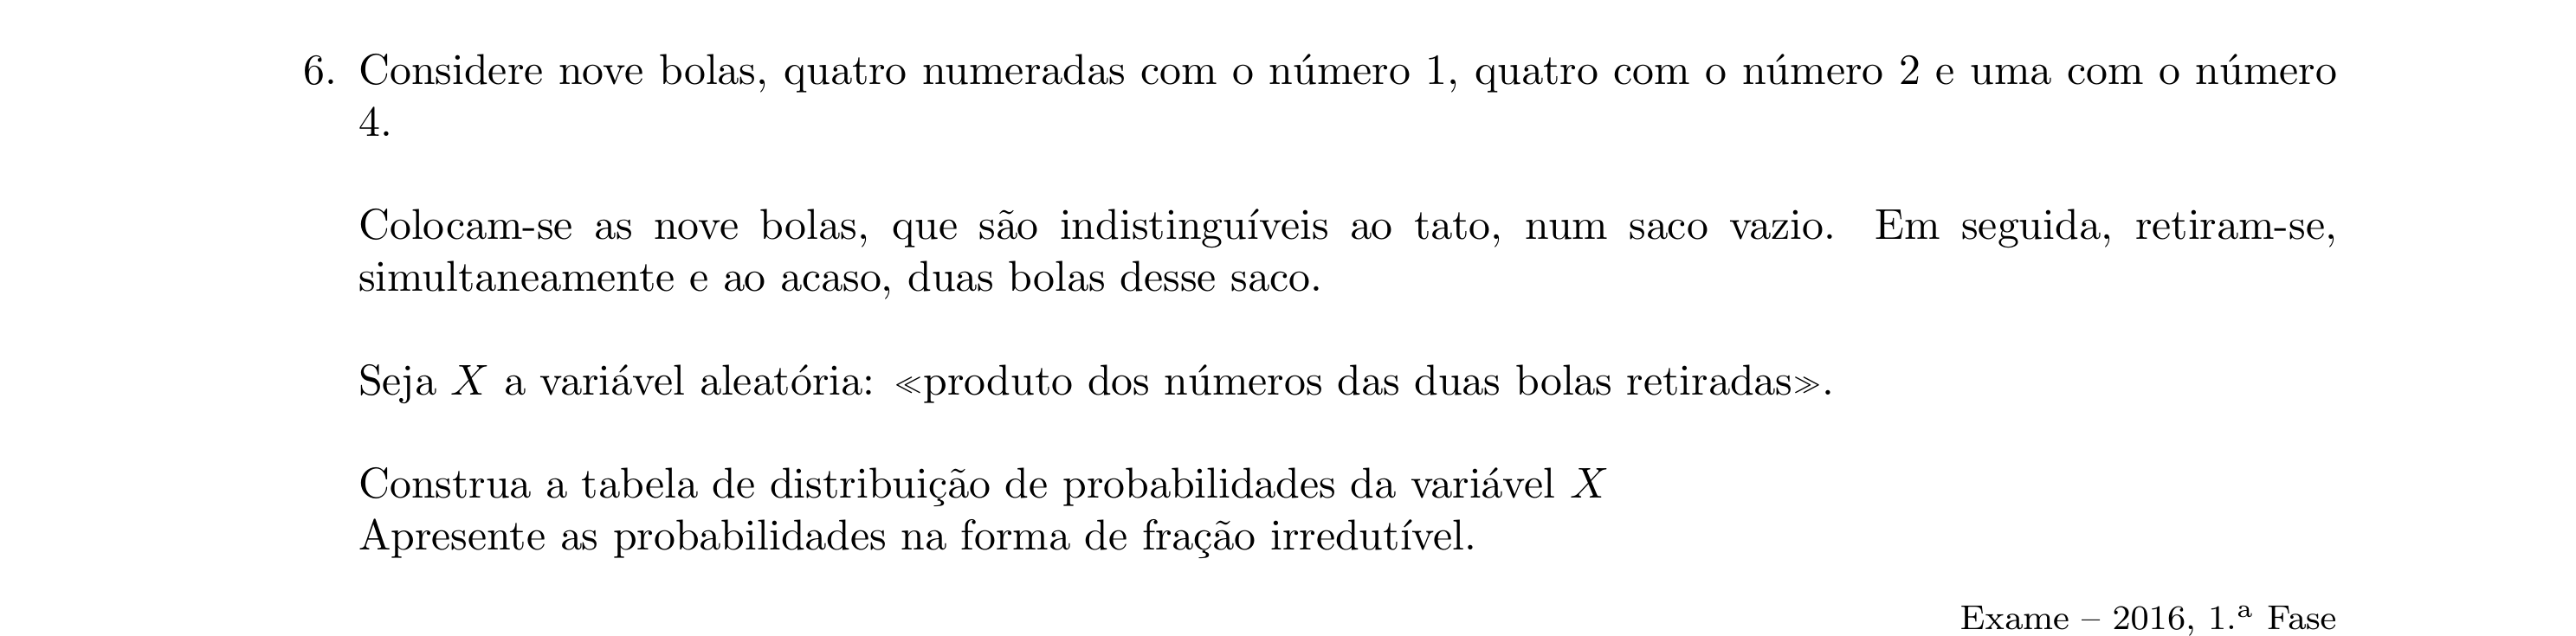 6. Considere nove bolas, quatro numeradas com o número 1, quatro com o número 2 e uma com o número
4.
Colocam-se as nove bolas, que são indistinguíveis ao tato, num saco vazio. Em seguida, retiram-se,
simultaneamente e ao acaso, duas bolas desse saco.
Seja X a variável aleatória: ≪produto dos números das duas bolas retiradas≫.
Construa a tabela de distribuição de probabilidades da variável X
Apresente as probabilidades na forma de fração irredutível.
Exame – 2016, 1.ª Fase